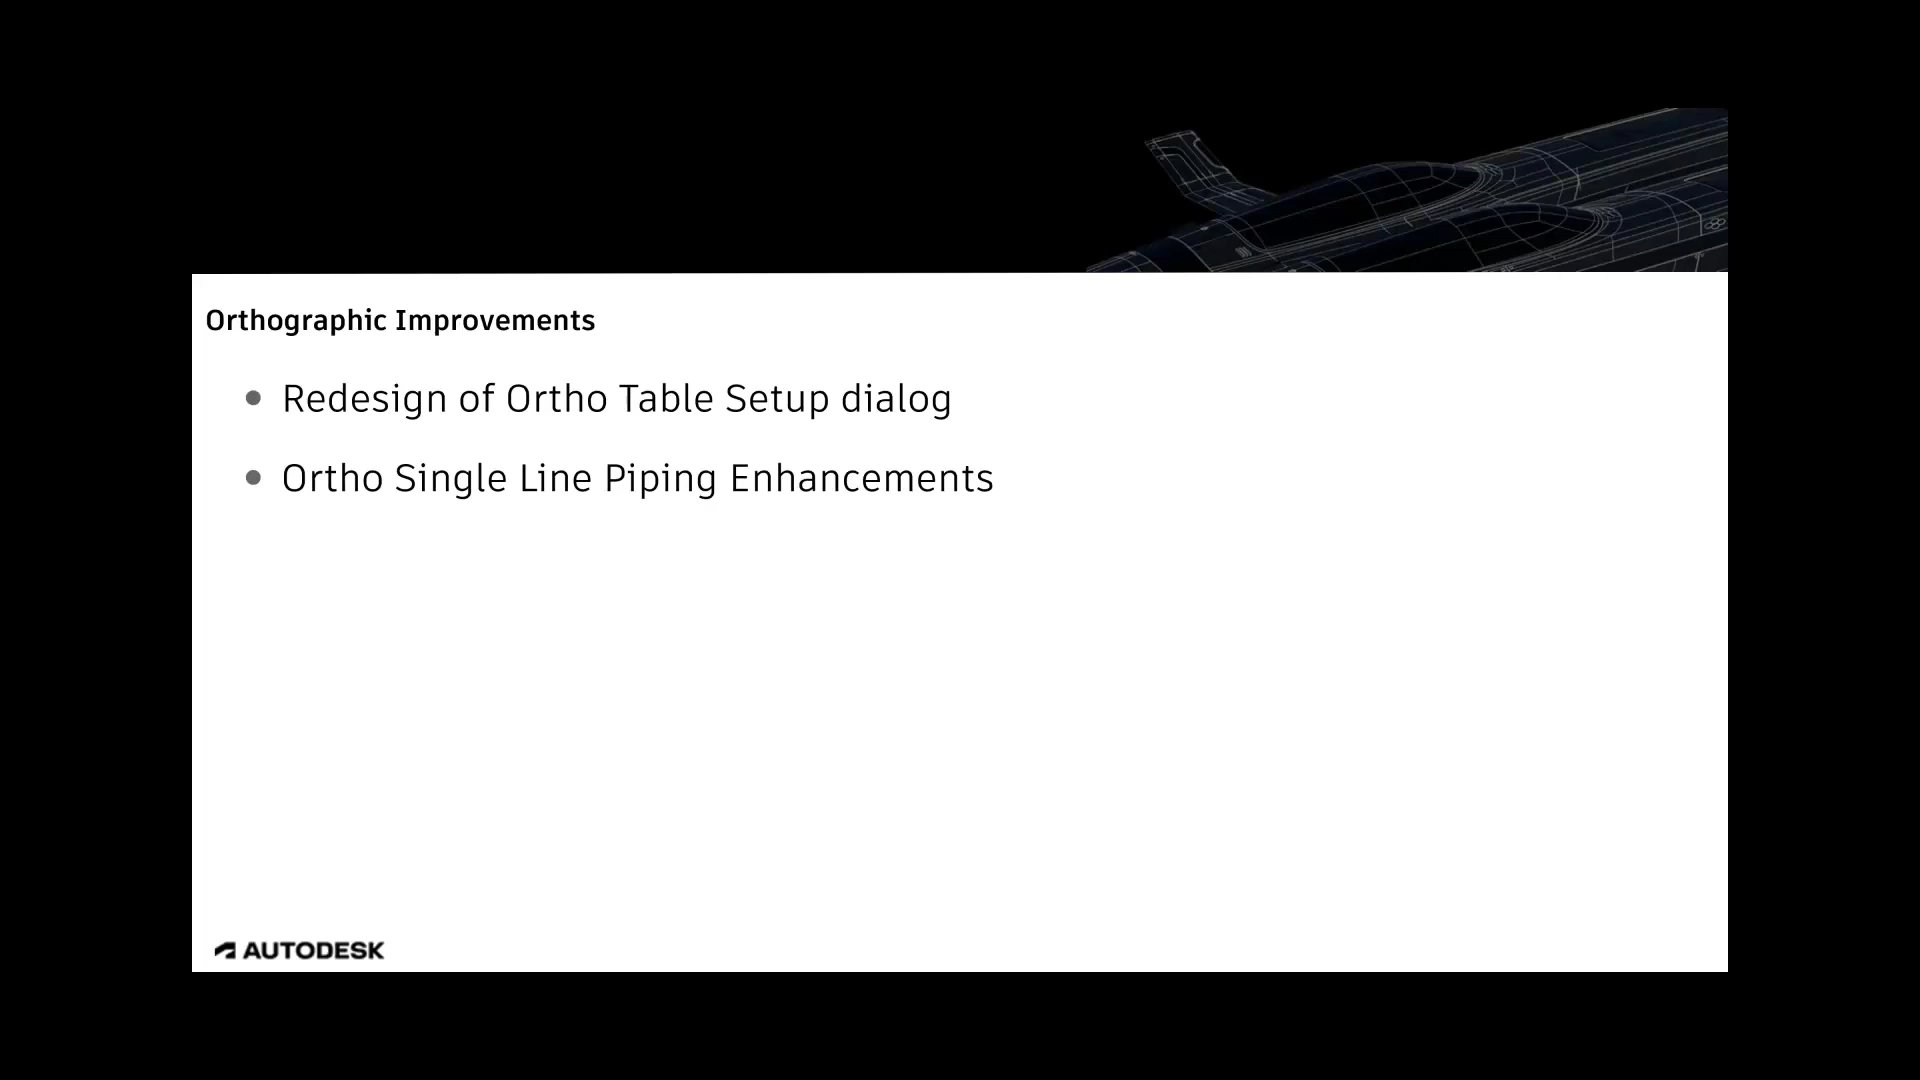 Orthographic Improvements
• Redesign of Ortho Table Setup dialog
• Ortho Single Line Piping Enhancements
AUTODESK